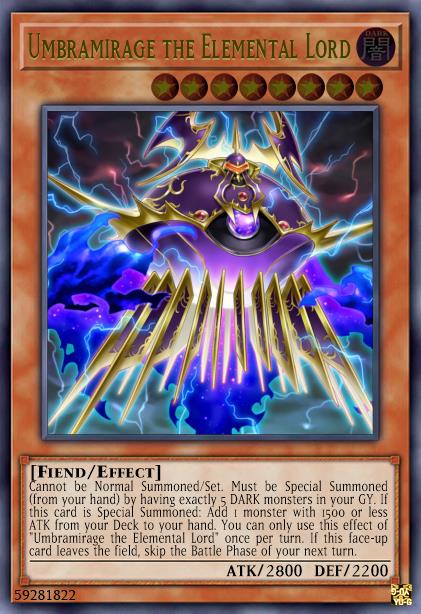 UMBRAMIRAGE THE ELEMENTAL LORD
DARK
闇
[FIEND/EFFECT]
Cannot be Normal Summoned/Set. Must be Special Summoned
(from your hand) by having exactly 5 DARK monsters in your GY. If
this card is Special Summoned: Add 1 monster with 1500 or less
ATK from your Deck to your hand. You can only use this effect of
"Umbramirage the Elemental Lord" once per turn. If this face-up
card leaves the field, skip the Battle Phase of your next turn.
ATK/2800 DEF/2200
59281822